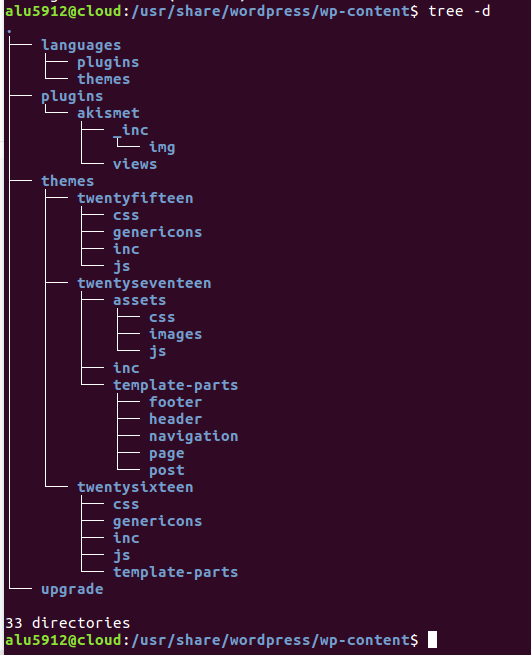 alu5912@cloud:/usr/share/wordpress/wp-content$ tree -d
.
├── languages
│   ├── plugins
│   └── themes
├── plugins
│   └── akismet
│       ├── _inc
│       │   └── img
│       └── views
├── themes
│   ├── twentyfifteen
│   │   ├── css
│   │   ├── genericons
│   │   ├── inc
│   │   └── js
│   ├── twentyseventeen
│   │   ├── assets
│   │   │   ├── css
│   │   │   ├── images
│   │   │   └── js
│   │   ├── inc
│   │   └── template-parts
│   │       ├── footer
│   │       ├── header
│   │       ├── navigation
│   │       ├── page
│   │       └── post
│   └── twentysixteen
│       ├── css
│       ├── genericons
│       ├── inc
│       ├── js
│       └── template-parts
└── upgrade

33 directories
alu5912@cloud:/usr/share/wordpress/wp-content$